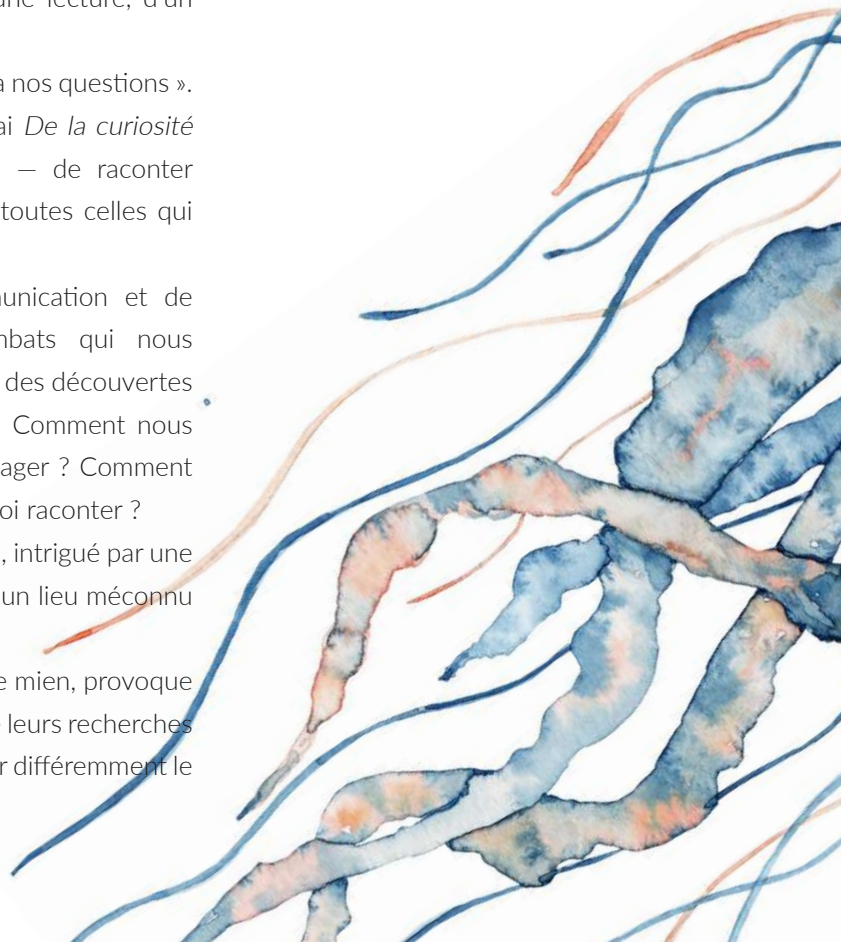 une lecture, d'un
à nos questions ».
ai De la curiosité
— de raconter
toutes celles qui
munication et de
mbats qui nous
des découvertes
Comment nous
ager ? Comment
oi raconter ?
, intrigué par une
un lieu méconnu
e mien, provoque
leurs recherches
r différemment le